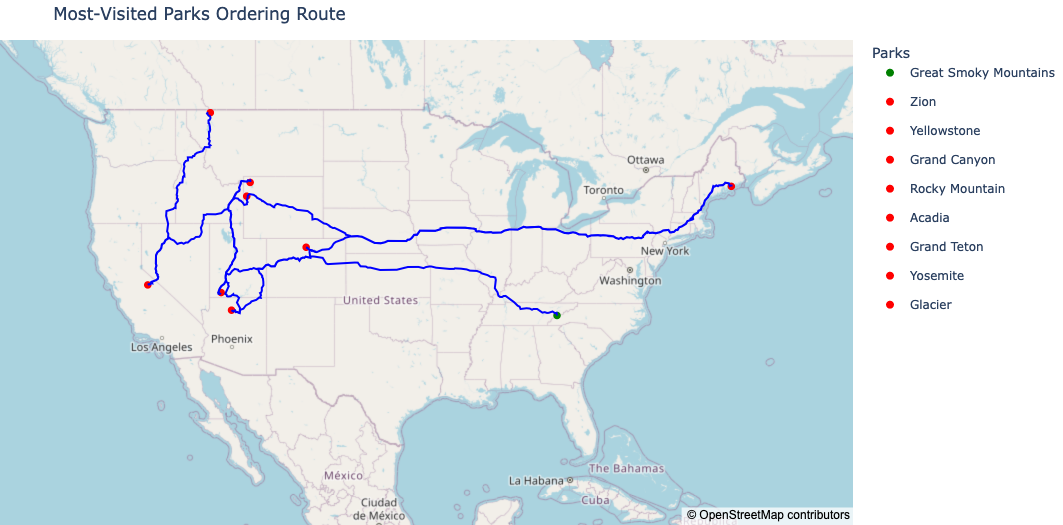 Most-Visited Parks Ordering Route
Parks
Great Smoky Mountains
Zion
Yellowstone
Grand Canyon
Rocky Mountain
Acadia
Grand Teton
Yosemite
Glacier
Ottawa
Toronto
New York
Washington
United States
Los Angeles
Phoenix
México
Ciudad
de México
The Bahamas
La Habana
Cuba
© OpenStreetMap contributors